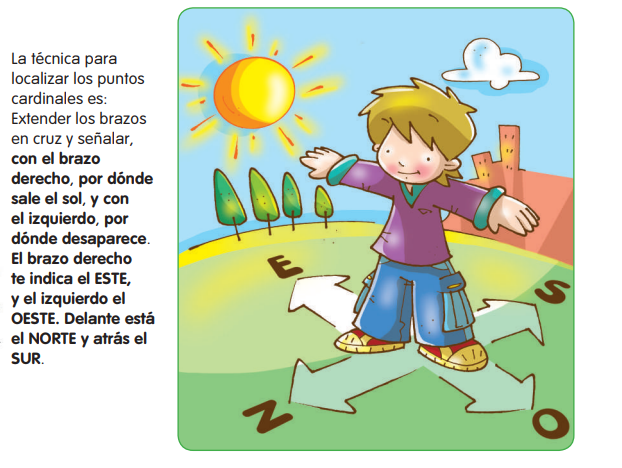 La técnica para
localizar los puntos
cardinales es:
Extender los brazos
en cruz y señalar,
con el brazo
derecho, por dónde
sale el sol, y con
el izquierdo, por
dónde desaparece.
El brazo derecho
te indica el ESTE,
y el izquierdo el
OESTE. Delante está
el NORTE y atrás el
SUR.
E
S
N
O